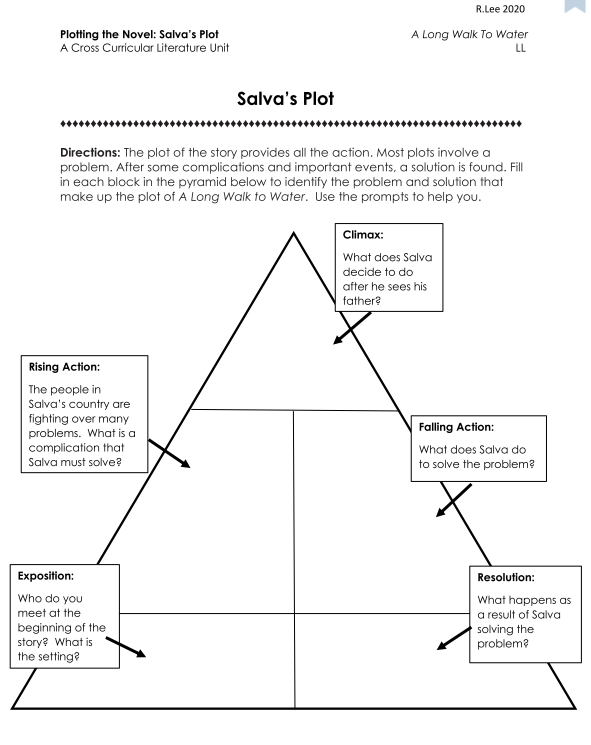 R.Lee 2020
Plotting the Novel: Salva's Plot
A Long Walk To Water
A Cross Curricular Literature Unit
LL
Salva's Plot
Directions: The plot of the story provides all the action. Most plots involve a
problem. After some complications and important events, a solution is found. Fill
in each block in the pyramid below to identify the problem and solution that
make up the plot of A Long Walk to Water. Use the prompts to help you.
Climax:
What does Salva
decide to do
after he sees his
father?
Rising Action:
The people in
Salva's country are
fighting over many
problems. What is a
complication that
Salva must solve?
Falling Action:
What does Salva do
to solve the problem?
Exposition:
Who do you
meet at the
beginning of the
story? What is
the setting?
Resolution:
What happens as
a result of Salva
solving the
problem?